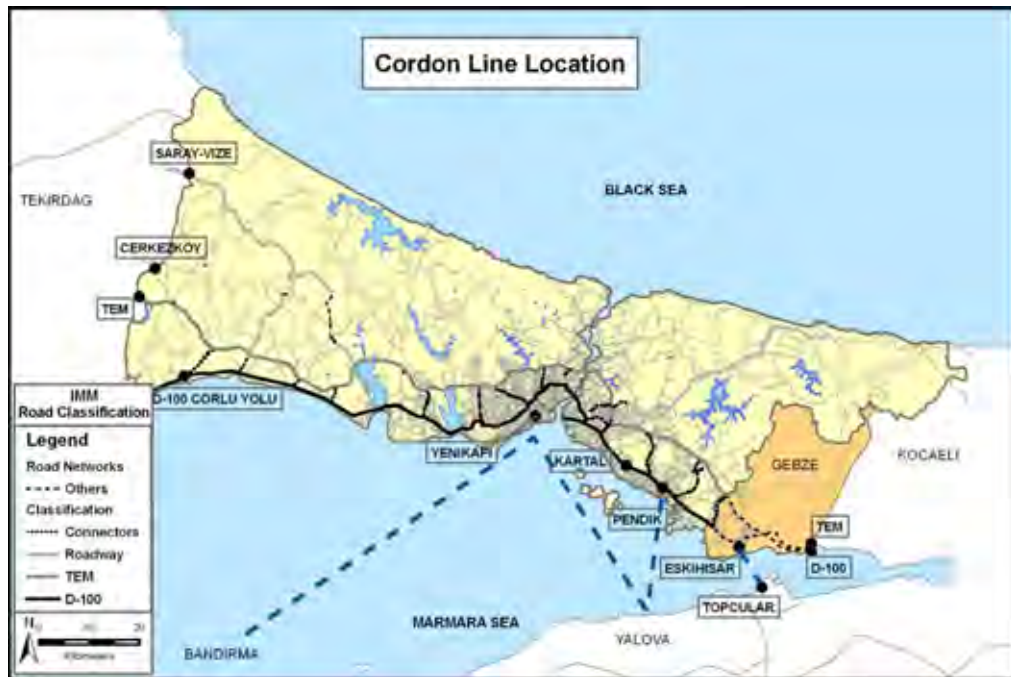 Cordon Line Location
SARAY-VIZE
BLACK SEA
TEKIRDAG
CERKEZKOY
TEM
IMM
Road Classification
D-100 CORLU YOLU
Legend
Road Networks
Others
Classification
Connectors
Roadway
TEM
D-100
N
Kilometers
YENIKAPI
KARTAL
GEBZE
KOCAELI
PENDIK
TEM
ESKIHISAR
D-100
TOPCULAR
MARMARA SEA
YALOVA
BANDIRMA